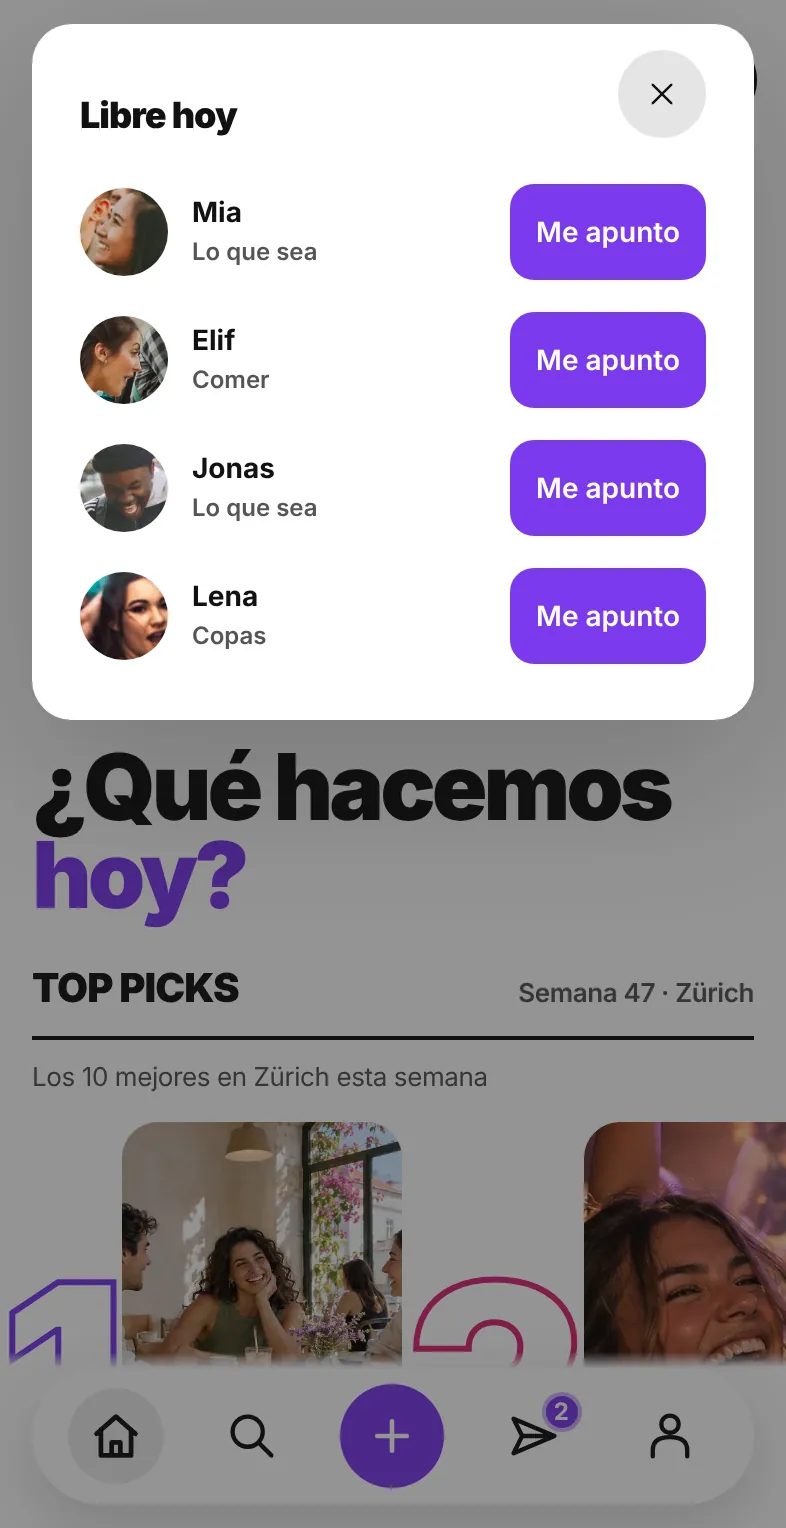 Libre hoy
Mia
Lo que sea
Me apunto
Elif
Comer
Me apunto
Jonas
Lo que sea
Me apunto
Lena
Copas
Me apunto
¿Qué hacemos
hoy?
TOP PICKS
Semana 47 · Zürich
Los 10 mejores en Zürich esta semana
1
2
2